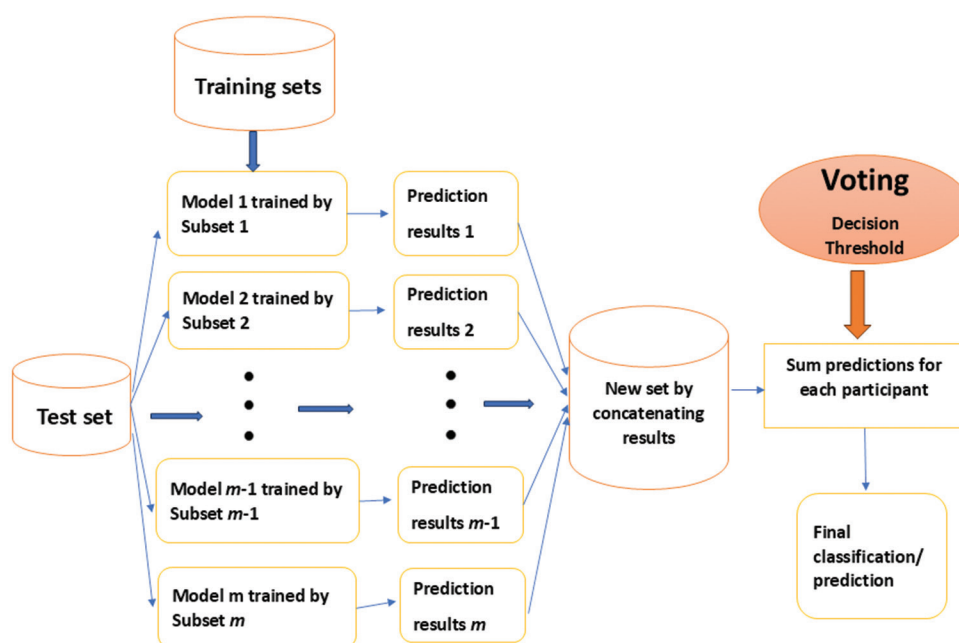 Training sets
Model 1 trained by
Subset 1
Prediction
results 1
Voting
Decision
Threshold
Model 2 trained by
Subset 2
Prediction
results 2
Test set
New set by
concatenating
results
Sum predictions for
each participant
Model m-1 trained by
Subset m-1
Prediction
results m-1
Final
classification/
prediction
Model m trained by
Subset m
Prediction
results m